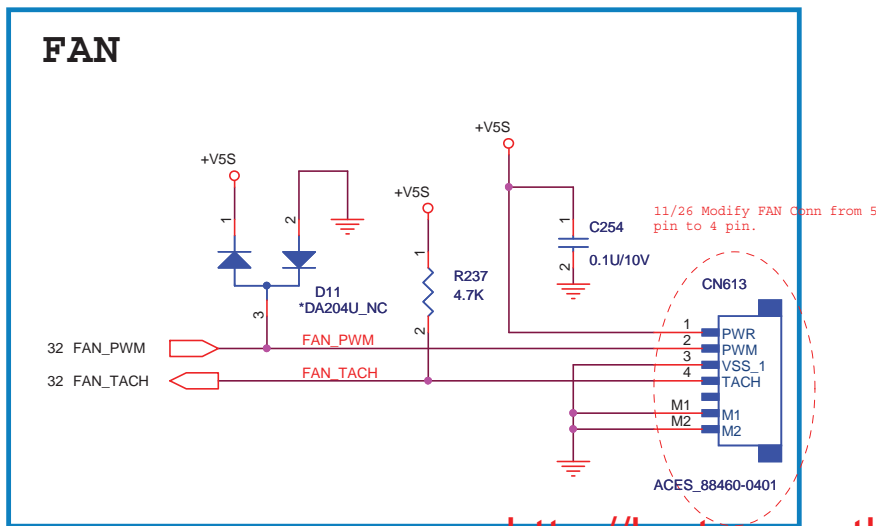 FAN
+V5S
+V5S
+V5S
1
2
3
D11
*DA204U_NC
1
R237
4.7K
2
1
C254
2
0.1U/10V
11/26 Modify FAN Conn from 5
pin to 4 pin.
CN613
32 FAN_PWM
FAN_PWM
32 FAN_TACH
FAN_TACH
1 PWR
2 PWM
3 VSS_1
4 TACH
M1 M1
M2 M2
ACES_88460-0401